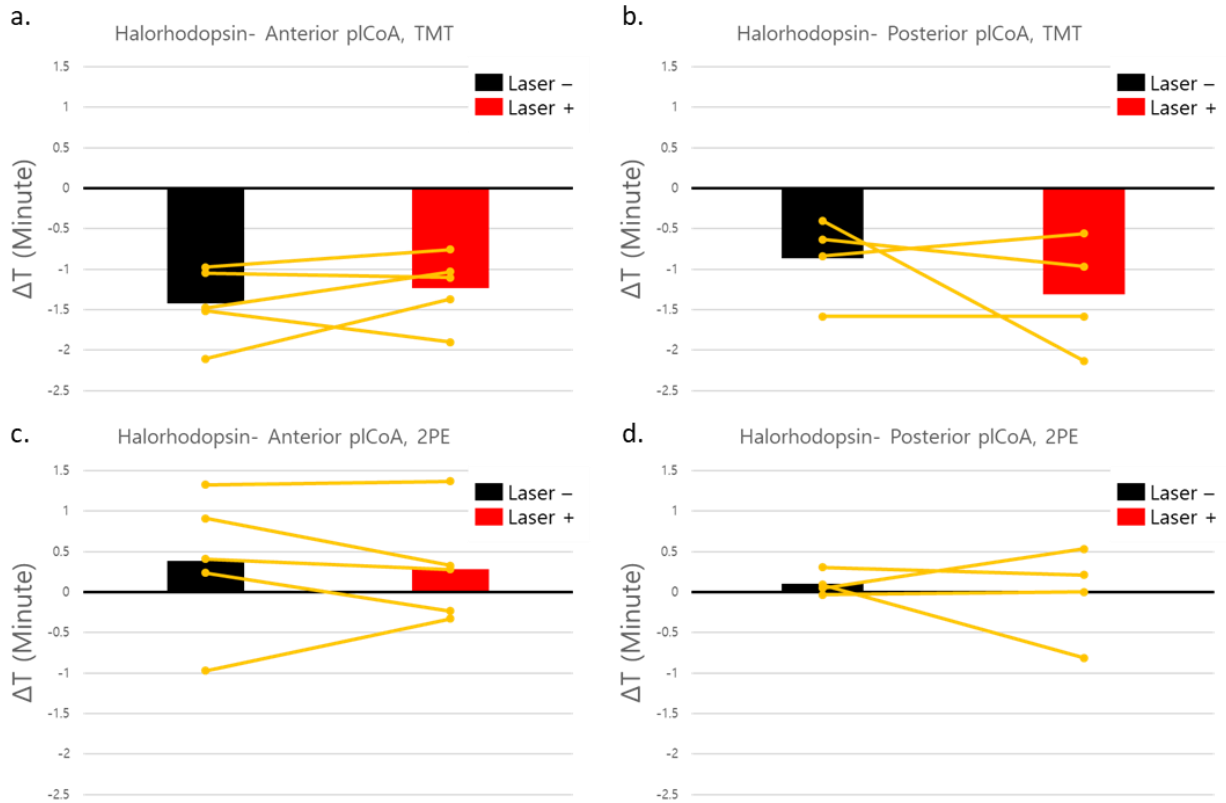 a.
Halorhodopsin- Anterior plCoA, TMT
1.5
1
0.5
0
-0.5
-1
-1.5
-2
-2.5
ΔT (Minute)
Laser –
Laser +
b.
Halorhodopsin- Posterior plCoA, TMT
1.5
1
0.5
0
-0.5
-1
-1.5
-2
-2.5
ΔT (Minute)
Laser –
Laser +
c.
Halorhodopsin- Anterior plCoA, 2PE
1.5
1
0.5
0
-0.5
-1
-1.5
-2
-2.5
ΔT (Minute)
Laser –
Laser +
d.
Halorhodopsin- Posterior plCoA, 2PE
1.5
1
0.5
0
-0.5
-1
-1.5
-2
-2.5
ΔT (Minute)
Laser –
Laser +